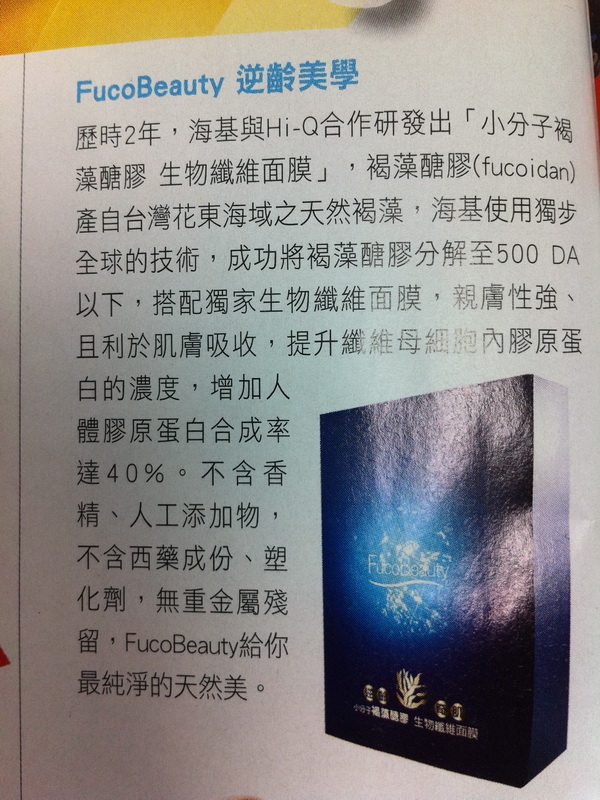 FucoBeauty 逆齡美學
歷時2年，海基與Hi-Q合作研發出「小分子褐
藻醣膠 生物纖維面膜」，褐藻醣膠(fucoidan)
產自台灣花東海域之天然褐藻，海基使用獨步
全球的技術，成功將褐藻醣膠分解至500 DA
以下，搭配獨家生物纖維面膜，親膚性強、
且利於肌膚吸收，提升纖維母細胞內膠原蛋
白的濃度，增加人
體膠原蛋白合成率
達40%。不含香
精、人工添加物，
不含西藥成份、塑
化劑，無重金屬殘
留，FucoBeauty給你
最純淨的天然美。
FucoBeauty
小分子褐藻醣膠 生物纖維面膜